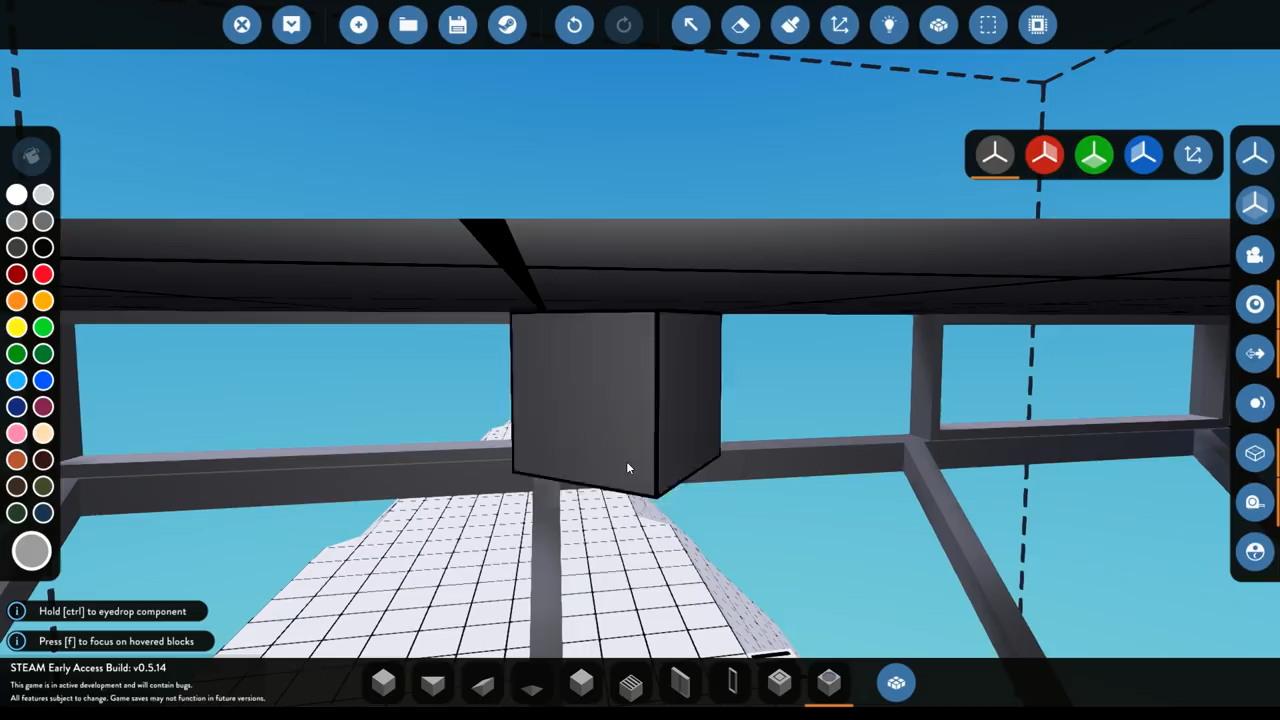 Hold [ctrl] to eyedrop component
Press [f] to focus on hovered blocks
STEAM Early Access Build: v0.5.14
This game is in active development and will contain bugs.
All features subject to change. Game saves may not function in future versions.